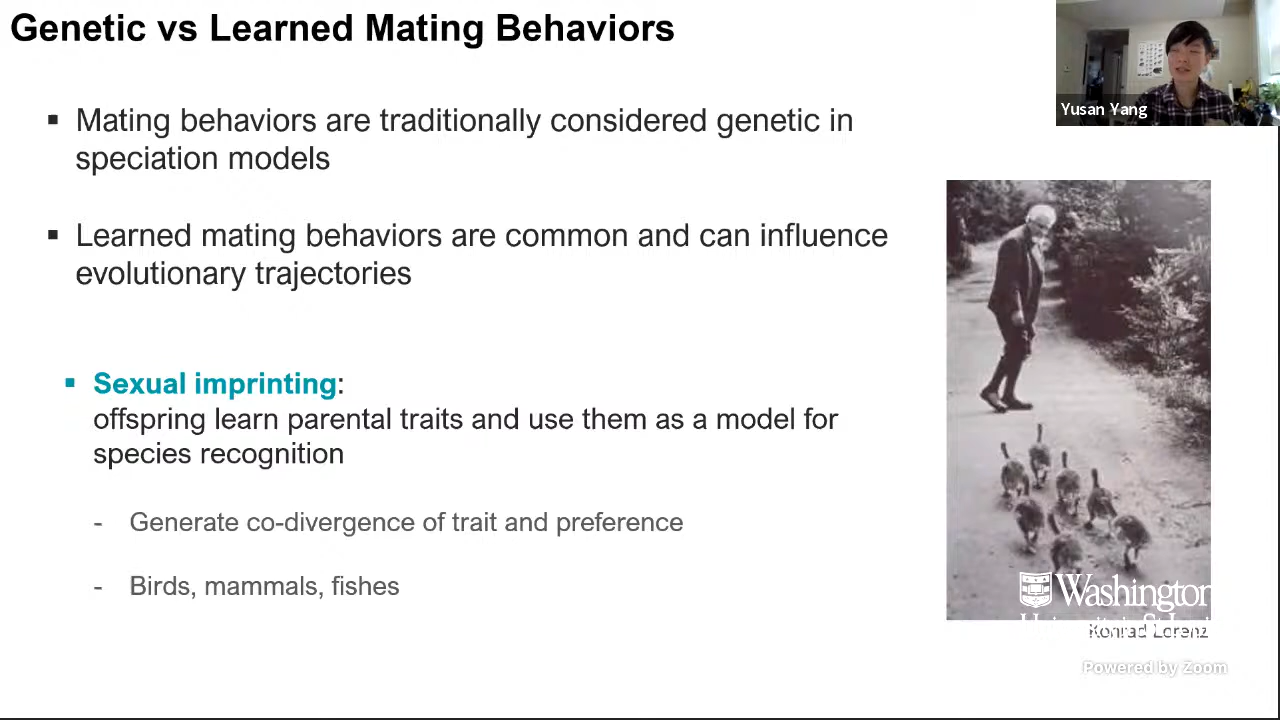 Genetic vs Learned Mating Behaviors
Yusan Yang
▪ Mating behaviors are traditionally considered genetic in
speciation models
▪ Learned mating behaviors are common and can influence
evolutionary trajectories
▪ Sexual imprinting:
offspring learn parental traits and use them as a model for
species recognition
- Generate co-divergence of trait and preference
- Birds, mammals, fishes
Washington
Konrad Lorenz
Powered by Zoom